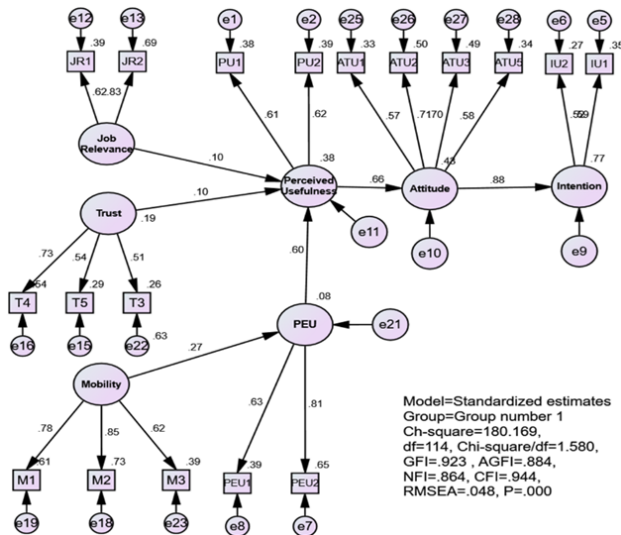 e12 e13 e1 e2 e25 e26 e27 e28 e6 e5
.39 .69 .38 .39 .33 .50 .49 .34 .27 .35
JR1 JR2 PU1 PU2 ATU1 ATU2 ATU3 ATU5 IU2 IU1
.62 .83 .61 .62 .57 .71 .70 .58 .59
Job
Relevance
.10 .38 .43 .77
Perceived
Usefulness
.66 Attitude .88 Intention
Trust .10
.19
e11 e10 e9
.73 .54 .51 .60
.54 .29 .26 .08
T4 T5 T3
PEU e21
e16 e15 e22 .63
.27
Mobility
.78 .85 .62 .63 .81
.61 .73 .39 .39 .65
M1 M2 M3 PEU1 PEU2
e19 e18 e23 e8 e7
Model=Standardized estimates
Group=Group number 1
Ch-square=180.169,
df=114, Chi-square/df=1.580,
GFI=.923 , AGFI=.884,
NFI=.864, CFI=.944,
RMSEA=.048, P=.000